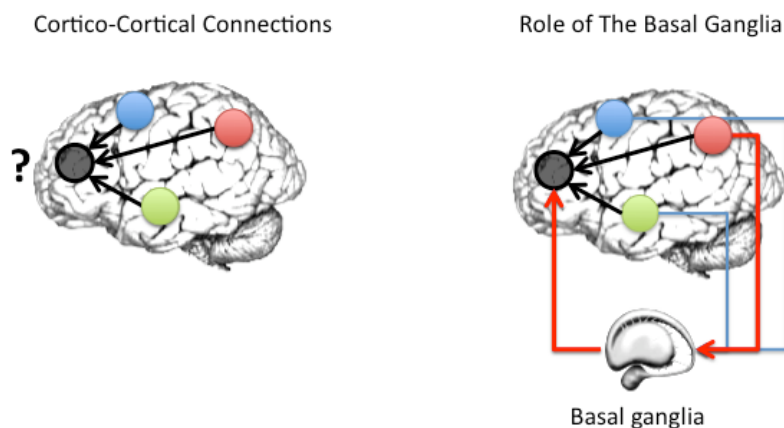 Cortico-Cortical Connections
Role of The Basal Ganglia
?
Basal ganglia